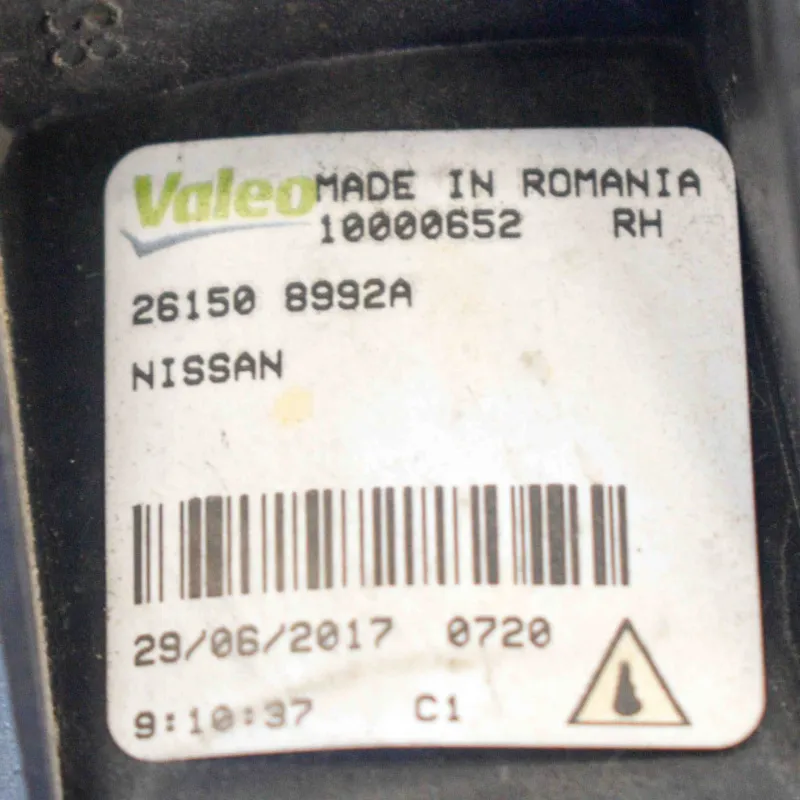 Valeo MADE IN ROMANIA
10000652 RH
26150 8992A
NISSAN
29/06/2017 0720
9:10:37 C1